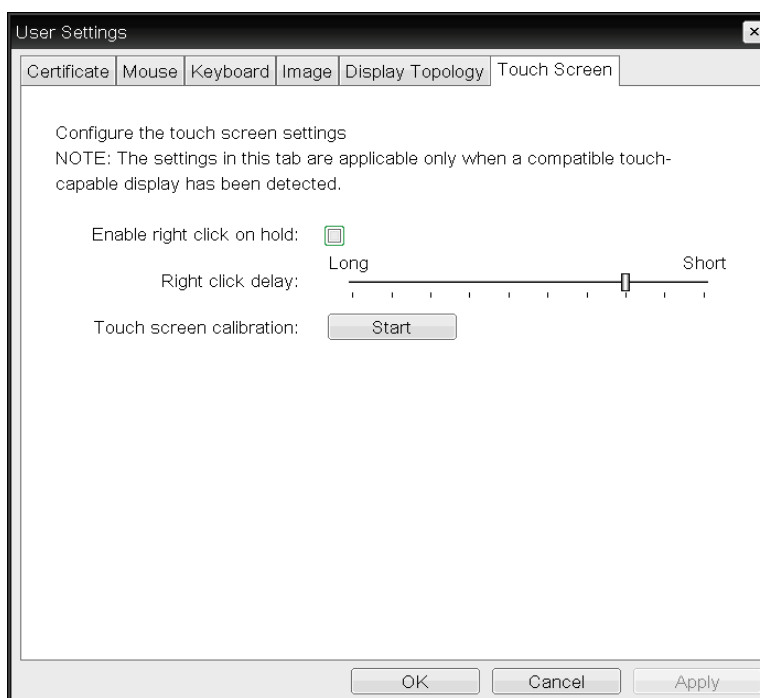 User Settings
Certificate Mouse Keyboard Image Display Topology Touch Screen
Configure the touch screen settings
NOTE: The settings in this tab are applicable only when a compatible touch-
capable display has been detected.
Enable right click on hold:
Long Short
Right click delay:
Touch screen calibration: Start
OK Cancel Apply